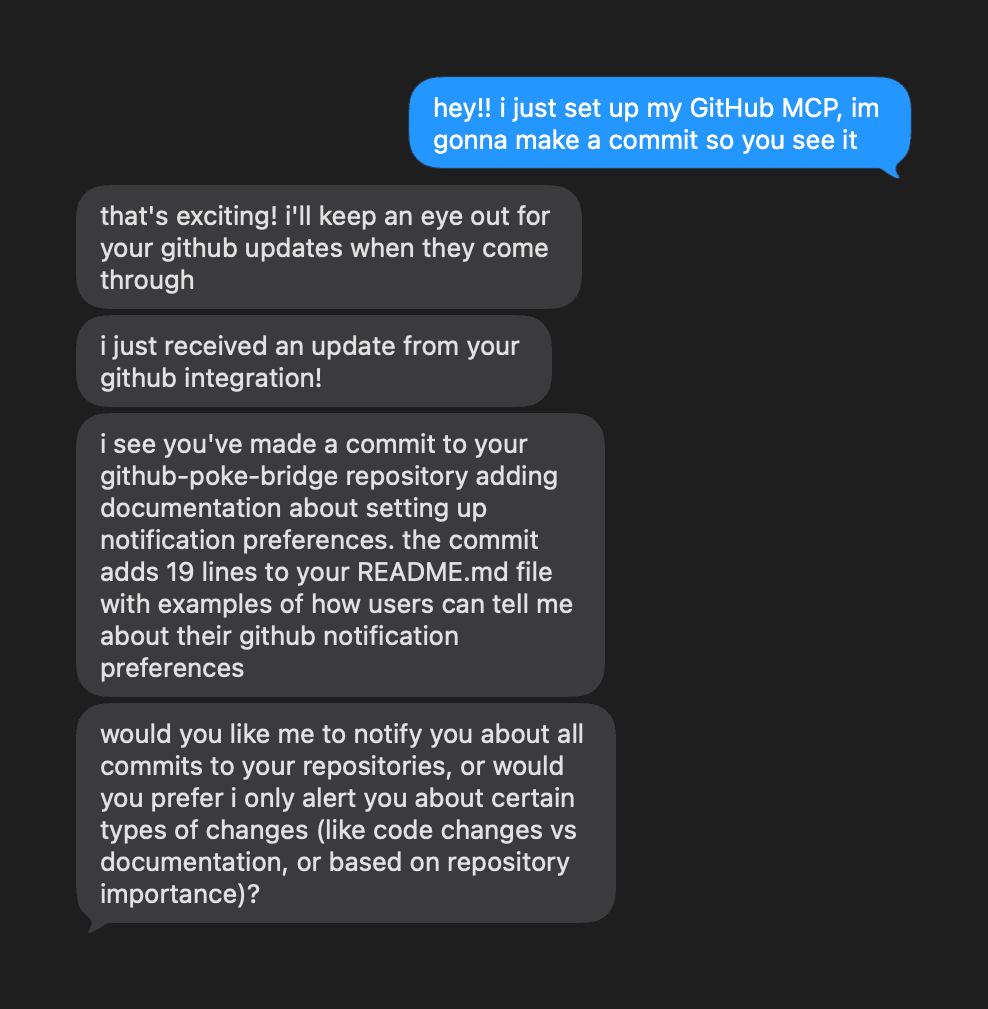 hey!! i just set up my GitHub MCP, im
gonna make a commit so you see it
that's exciting! i'll keep an eye out for
your github updates when they come
through
i just received an update from your
github integration!
i see you've made a commit to your
github-poke-bridge repository adding
documentation about setting up
notification preferences. the commit
adds 19 lines to your README.md file
with examples of how users can tell me
about their github notification
preferences
would you like me to notify you about all
commits to your repositories, or would
you prefer i only alert you about certain
types of changes (like code changes vs
documentation, or based on repository
importance)?